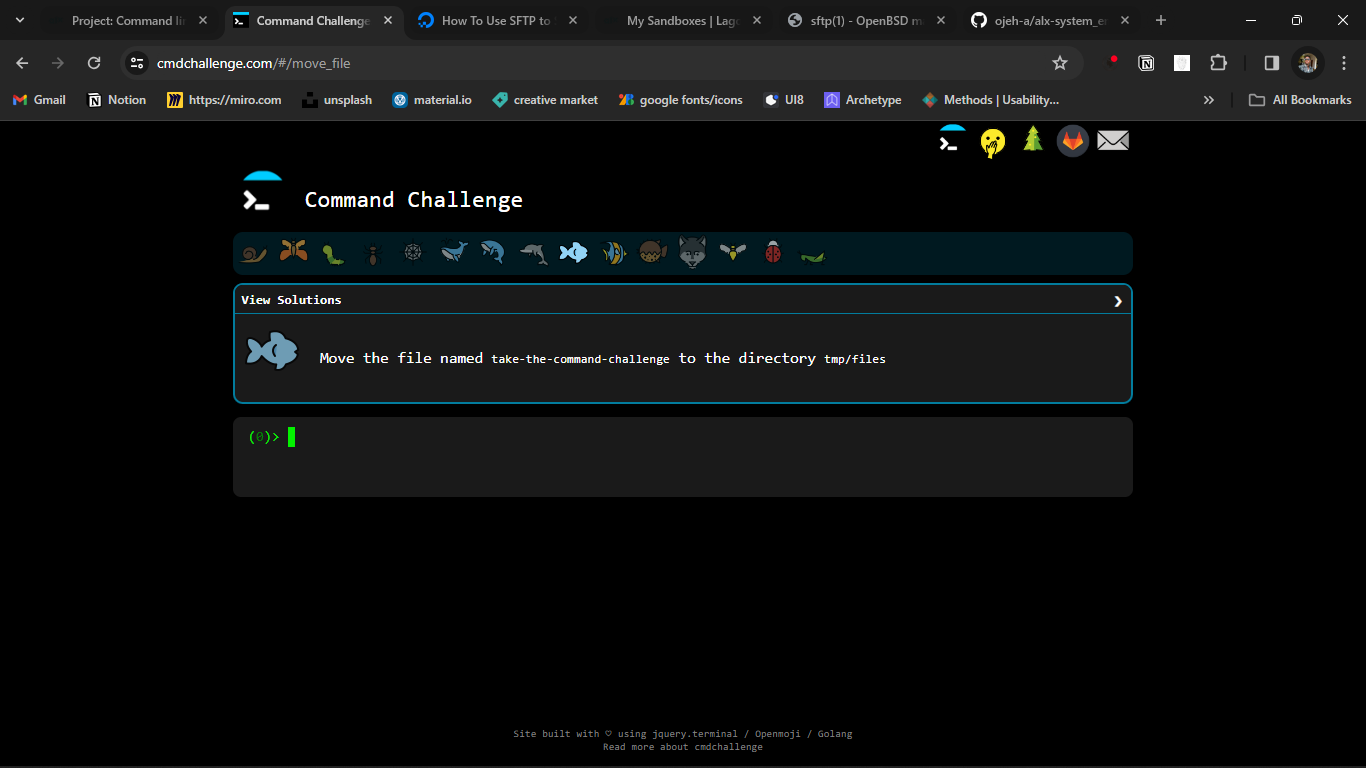 Project: Command lin
Command Challenge
How To Use SFTP to
My Sandboxes | Lago
sftp(1) - OpenBSD m
ojeh-a/alx-system_e
cmdchallenge.com/#/move_file
Gmail
Notion
https://miro.com
unsplash
material.io
creative market
google fonts/icons
UI8
Archetype
Methods | Usability...
»
All Bookmarks
Command Challenge
View Solutions
Move the file named take-the-command-challenge to the directory tmp/files
(0)>
Site built with ♡ using jquery.terminal / Openmoji / Golang
Read more about cmdchallenge